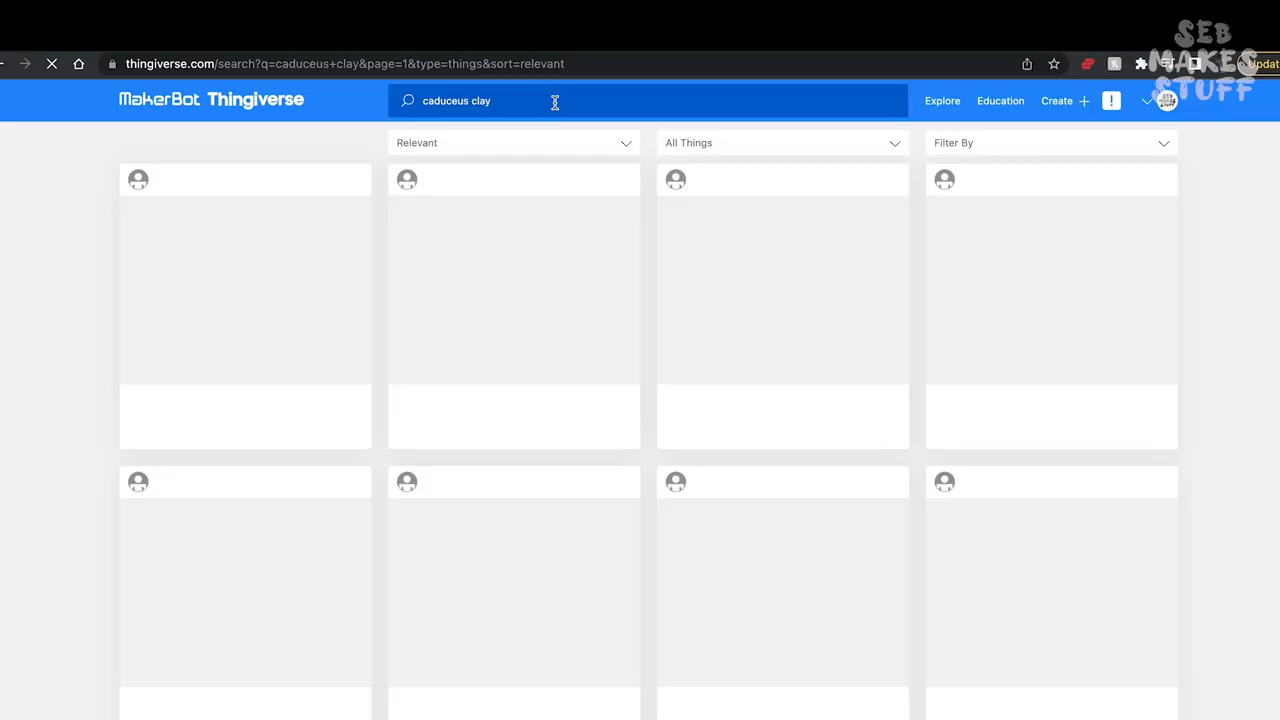 SEB
MAKES
STUFF
thingiverse.com/search?q=caduceus+clay&page=1&type=things&sort=relevant
Updat
MakerBot Thingiverse
caduceus clay
Explore
Education
Create +
!
Relevant
All Things
Filter By